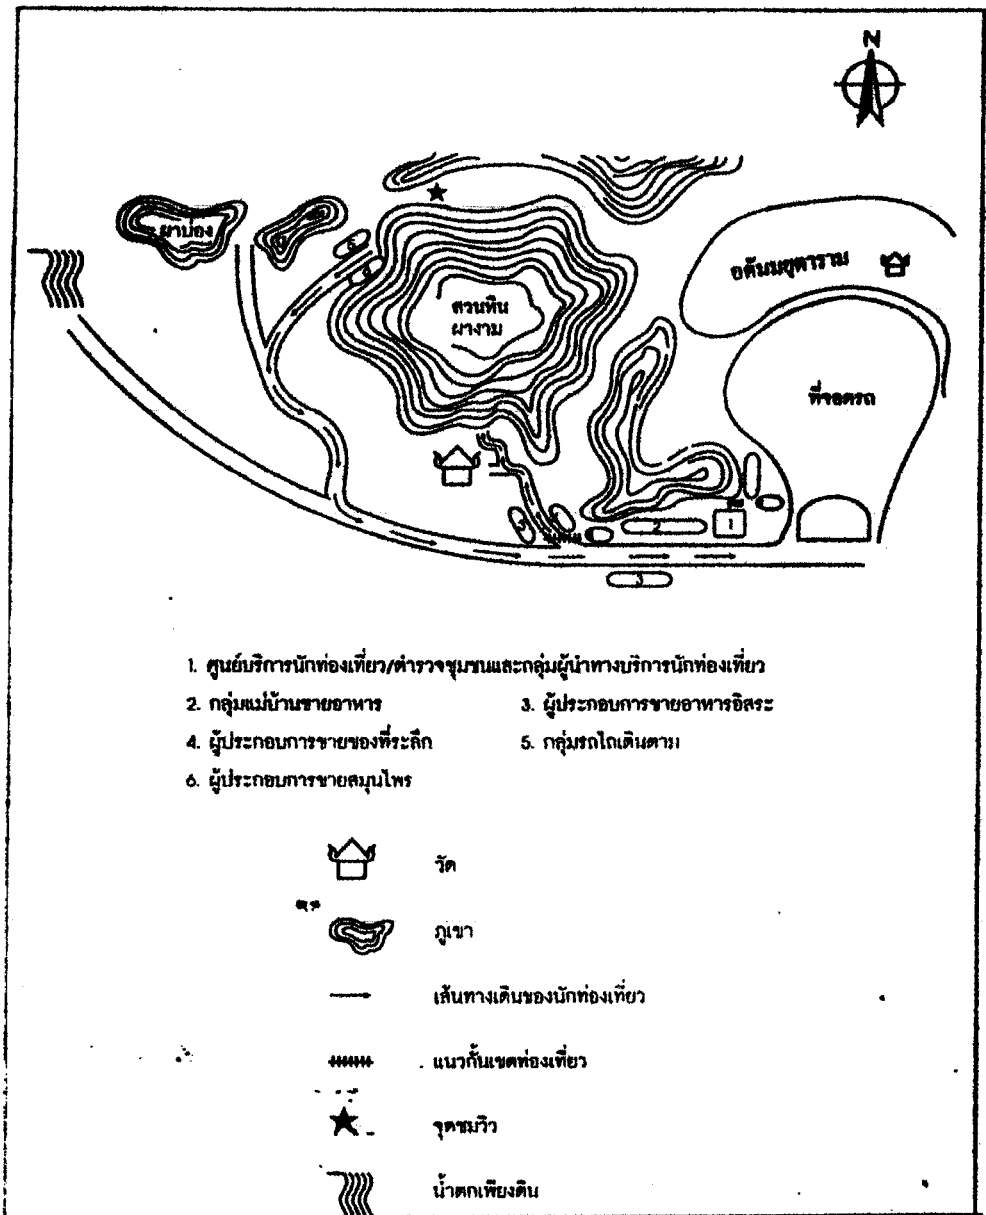 N
ผาบ่อง
6
6
สวนหิน
ผางาม
ที่จอดรถ
2
1
3
1. ศูนย์บริการนักท่องเที่ยว/ตำรวจชุมชนและกลุ่มผู้นำทางบริการนักท่องเที่ยว
2. กลุ่มแม่บ้านขายอาหาร
3. ผู้ประกอบการขายอาหารอิสระ
4. ผู้ประกอบการขายของที่ระลึก
5. กลุ่มรถไถเดินตาม
6. ผู้ประกอบการขายสมุนไพร
วัด
ภูเขา
เส้นทางเดินของนักท่องเที่ยว
แนวกั้นเขตท่องเที่ยว
จุดชมวิว
น้ำตกเพียงดิน